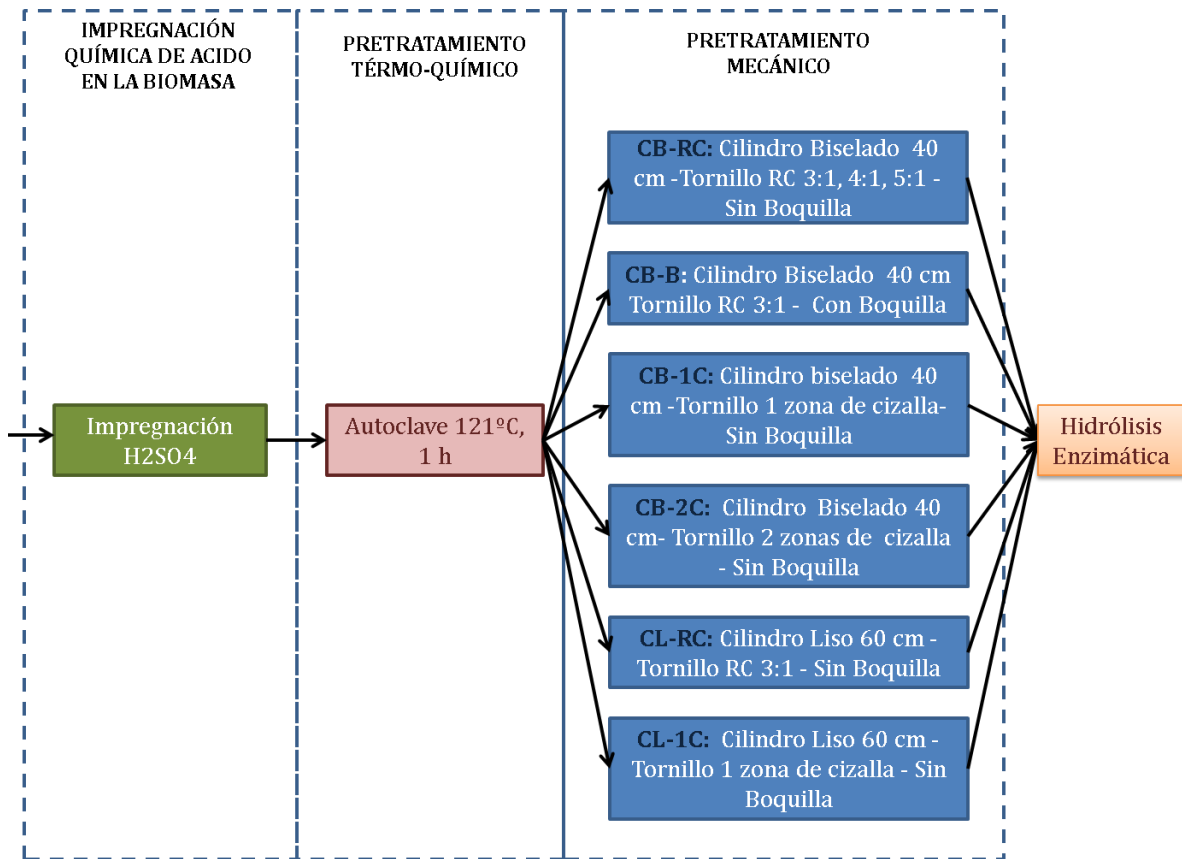 IMPREGNACIÓN
QUÍMICA DE ACIDO
EN LA BIOMASA
PRETRATAMIENTO
TÉRMO-QUÍMICO
PRETRATAMIENTO
MECÁNICO
Impregnación
H2SO4
Autoclave 121ºC,
1 h
CB-RC: Cilindro Biselado 40
cm -Tornillo RC 3:1, 4:1, 5:1 -
Sin Boquilla
CB-B: Cilindro Biselado 40 cm
Tornillo RC 3:1 - Con Boquilla
CB-1C: Cilindro biselado 40
cm -Tornillo 1 zona de cizalla-
Sin Boquilla
CB-2C: Cilindro Biselado 40
cm- Tornillo 2 zonas de cizalla
- Sin Boquilla
CL-RC: Cilindro Liso 60 cm -
Tornillo RC 3:1 - Sin Boquilla
CL-1C: Cilindro Liso 60 cm -
Tornillo 1 zona de cizalla - Sin
Boquilla
Hidrólisis
Enzimática